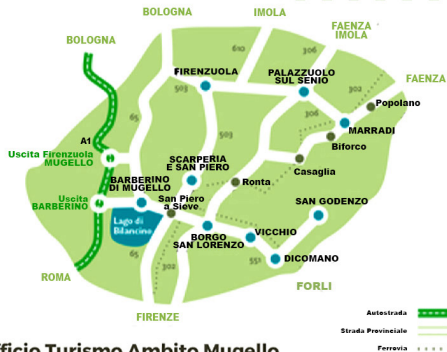 BOLOGNA
IMOLA
FAENZA
IMOLA
BOLOGNA
610
306
FIRENZUOLA
PALAZZUOLO
SUL SENIO
FAENZA
503
302
Popolano
65
306
MARRADI
503
A1
Biforco
Uscita Firenzuola
MUGELLO
SCARPERIA
E SAN PIERO
Casaglia
BARBERINO
DI MUGELLO
Ronta
Uscita
BARBERINO
San Piero
a Sieve
SAN GODENZO
Lago di
Bilancino
BORGO
SAN LORENZO
VICCHIO
65
302
551
DICOMANO
ROMA
FORLI
FIRENZE
Autostrada
Strada Provinciale
Ferrovia
fficio Turismo Ambito Mugello